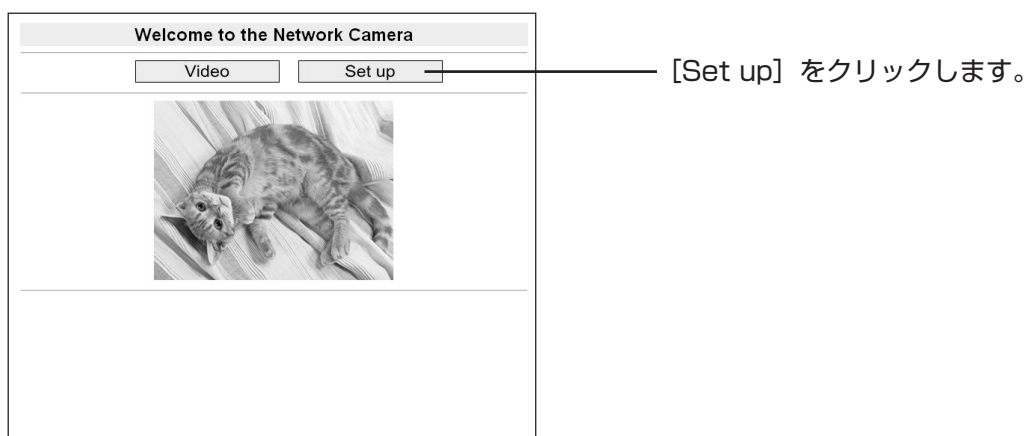 Welcome to the Network Camera
Video
Set up
［Set up］をクリックします。